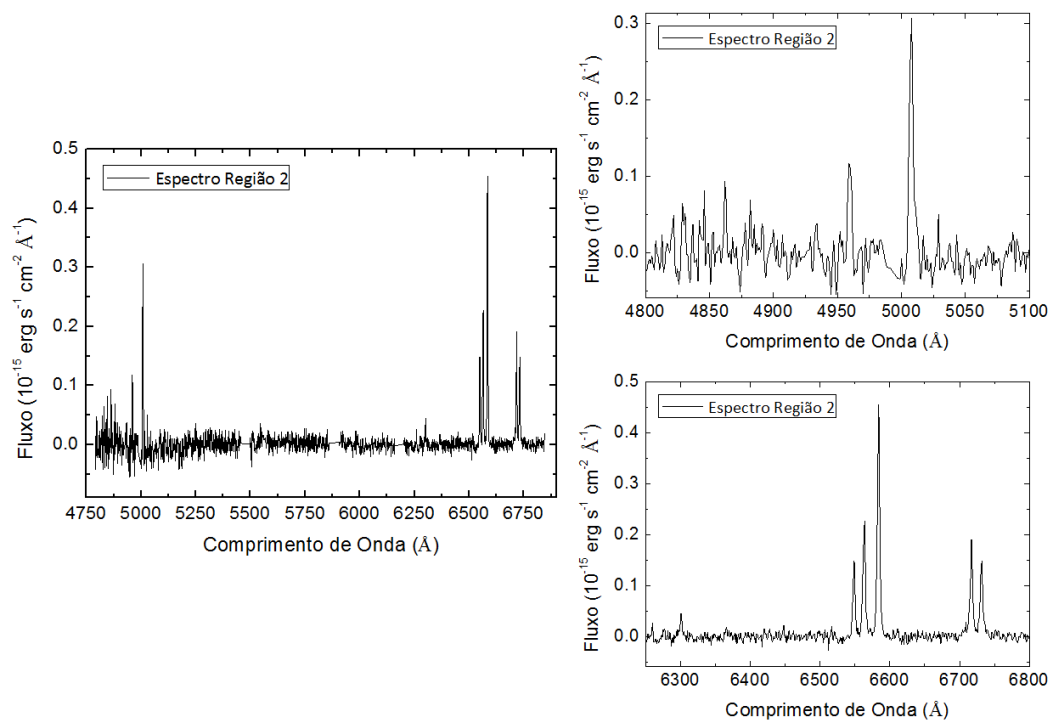 0.5
0.4
0.3
0.2
0.1
0.0
Espectro Região 2
Fluxo (10⁻¹⁵ erg s⁻¹ cm⁻² Å⁻¹)
4750 5000 5250 5500 5750 6000 6250 6500 6750
Comprimento de Onda (Å)
0.3
0.2
0.1
0.0
Espectro Região 2
Fluxo (10⁻¹⁵ erg s⁻¹ cm⁻² Å⁻¹)
4800 4850 4900 4950 5000 5050 5100
Comprimento de Onda (Å)
0.5
0.4
0.3
0.2
0.1
0.0
Espectro Região 2
Fluxo (10⁻¹⁵ erg s⁻¹ cm⁻² Å⁻¹)
6300 6400 6500 6600 6700 6800
Comprimento de Onda (Å)